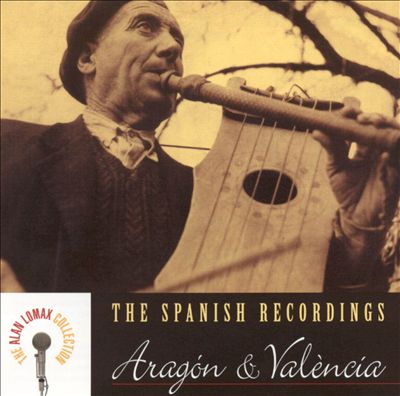 THE SPANISH RECORDINGS
THE ALAN LOMAX COLLECTION
Aragón & València